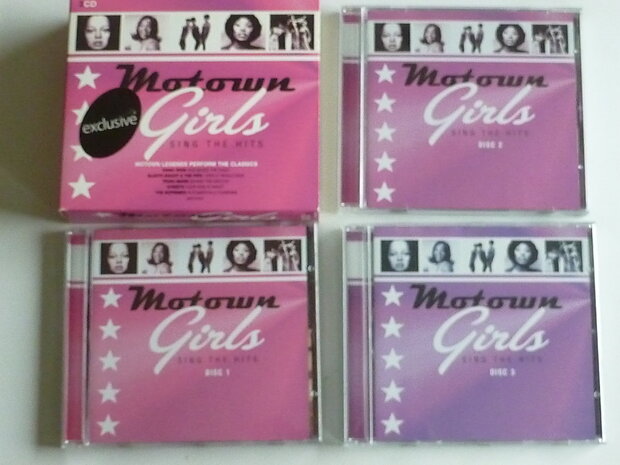 CD
Motown
exclusive
Girls
SING THE HITS
MOTOWN LEGENDS PERFORM THE CLASSICS
Motown
Girls
SING THE HITS
DISC 2
Motown
Girls
SING THE HITS
DISC 1
Motown
Girls
SING THE HITS
DISC 3